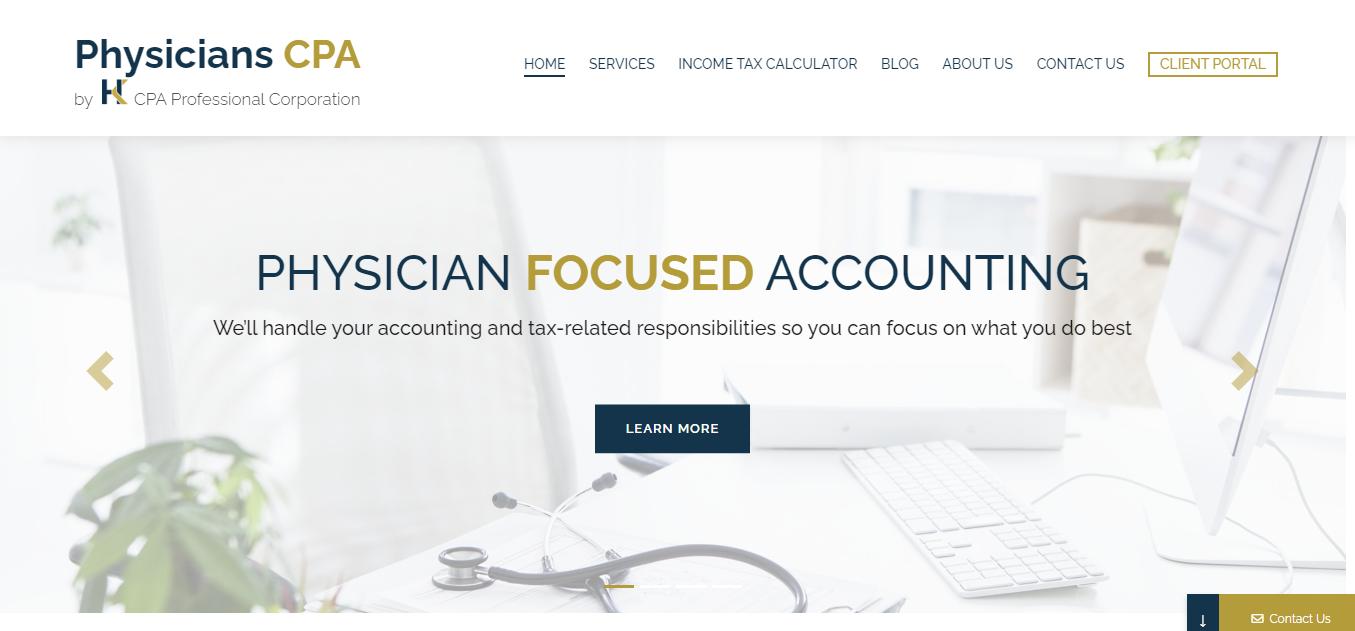 Physicians CPA
by HK CPA Professional Corporation
HOME SERVICES INCOME TAX CALCULATOR BLOG ABOUT US CONTACT US CLIENT PORTAL
PHYSICIAN FOCUSED ACCOUNTING
We’ll handle your accounting and tax-related responsibilities so you can focus on what you do best
LEARN MORE
↓ Contact Us